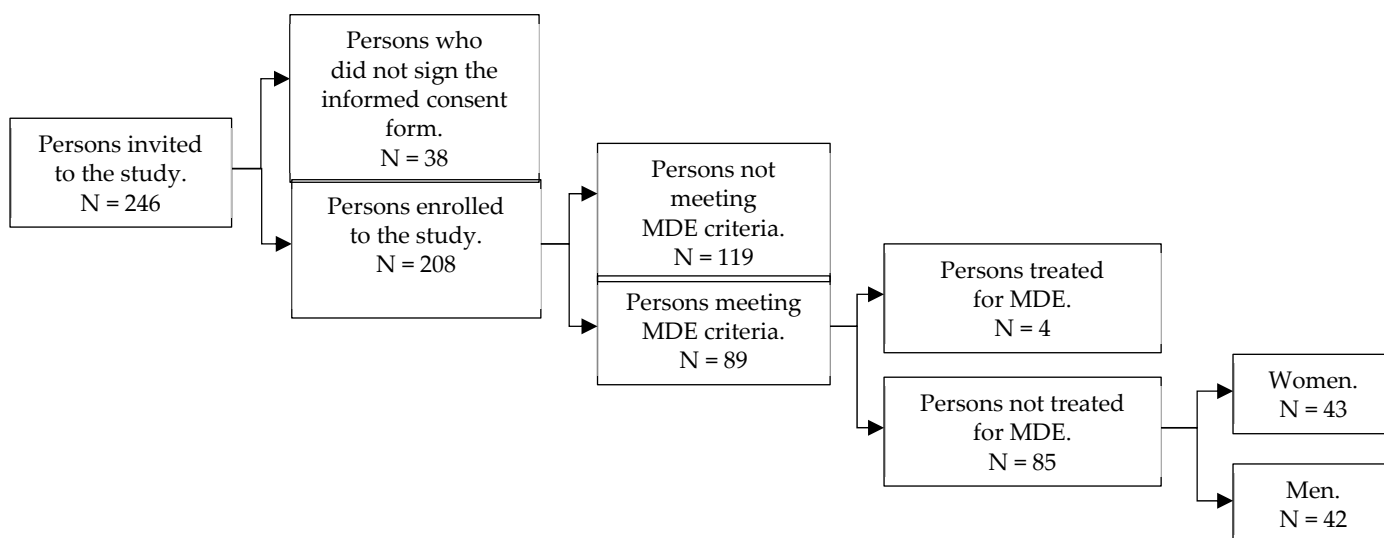 Persons invited
to the study.
N = 246
Persons who
did not sign the
informed consent
form.
N = 38
Persons enrolled
to the study.
N = 208
Persons not
meeting
MDE criteria.
N = 119
Persons meeting
MDE criteria.
N = 89
Persons treated
for MDE.
N = 4
Persons not treated
for MDE.
N = 85
Women.
N = 43
Men.
N = 42